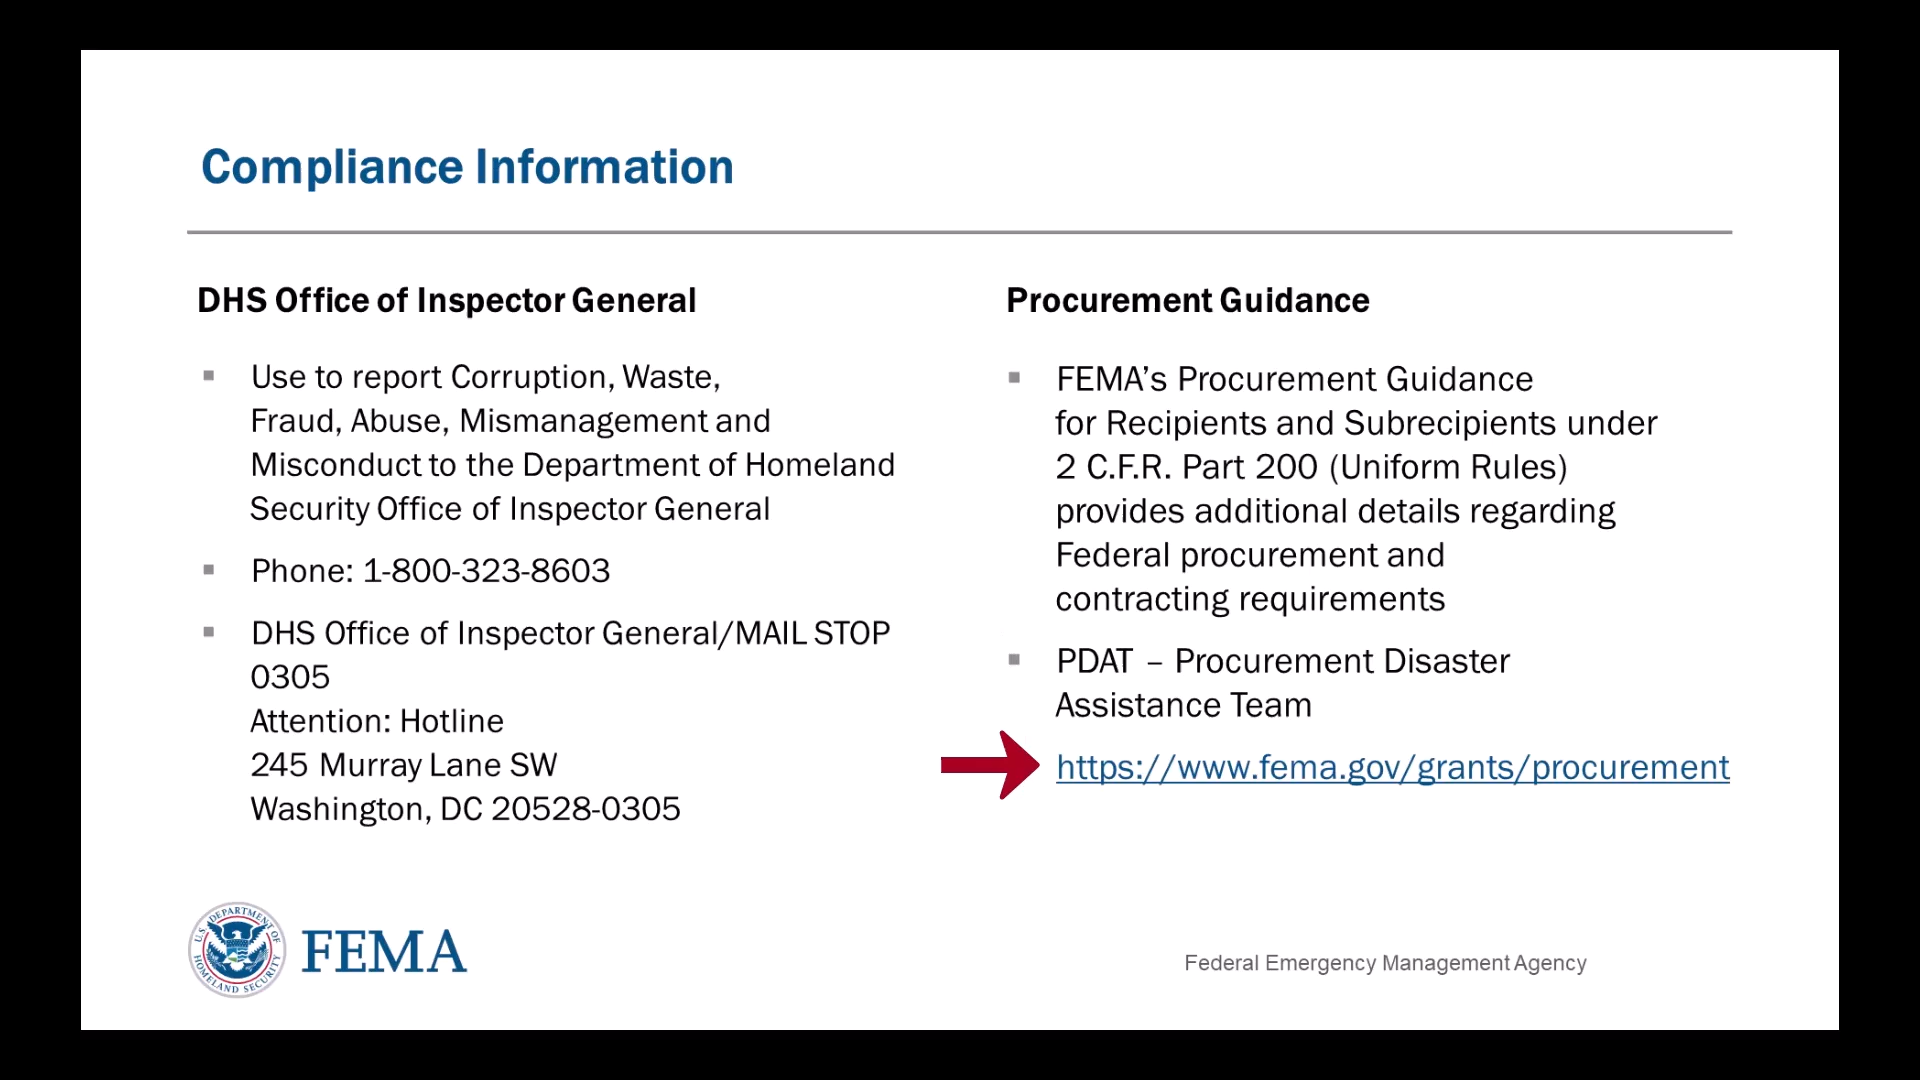 Compliance Information
DHS Office of Inspector General
Use to report Corruption, Waste,
Fraud, Abuse, Mismanagement and
Misconduct to the Department of Homeland
Security Office of Inspector General
Phone: 1-800-323-8603
DHS Office of Inspector General/MAIL STOP
0305
Attention: Hotline
245 Murray Lane SW
Washington, DC 20528-0305
Procurement Guidance
FEMA’s Procurement Guidance
for Recipients and Subrecipients under
2 C.F.R. Part 200 (Uniform Rules)
provides additional details regarding
Federal procurement and
contracting requirements
PDAT – Procurement Disaster
Assistance Team
https://www.fema.gov/grants/procurement
U.S. DEPARTMENT OF HOMELAND SECURITY
FEMA
Federal Emergency Management Agency